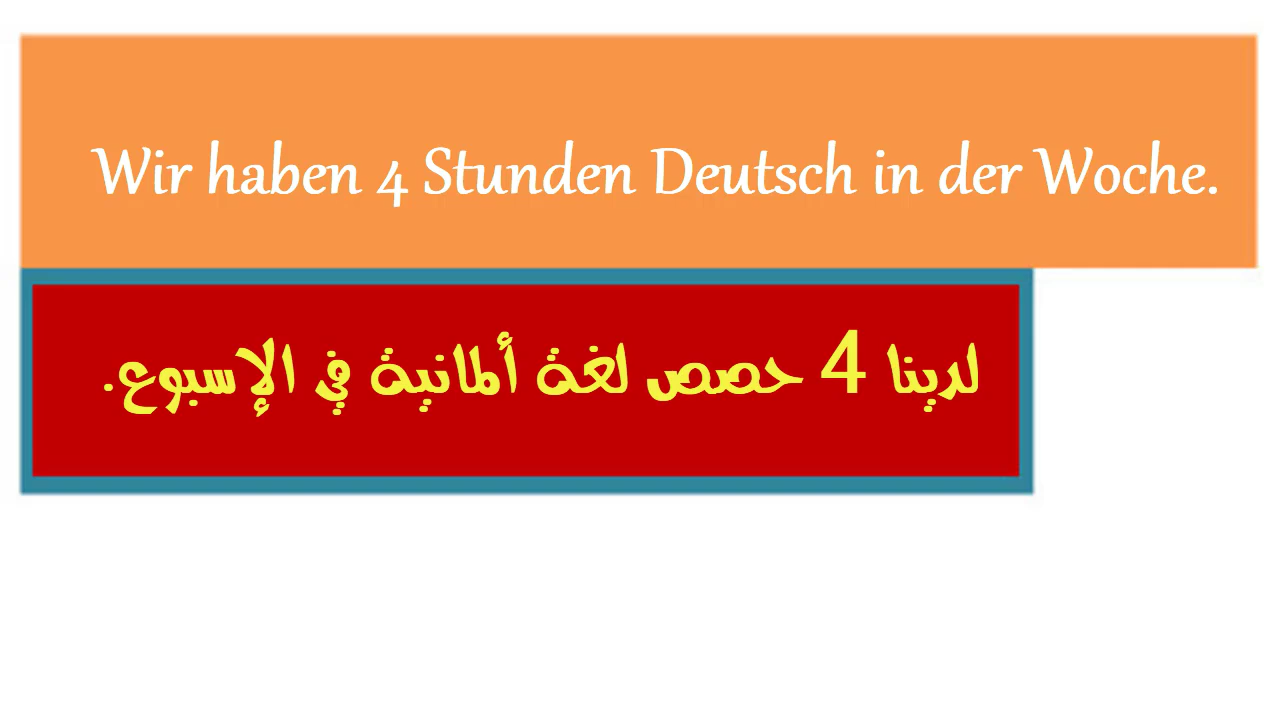 Wir haben 4 Stunden Deutsch in der Woche.
لدينا 4 حصص لغة ألمانية في الإسبوع.